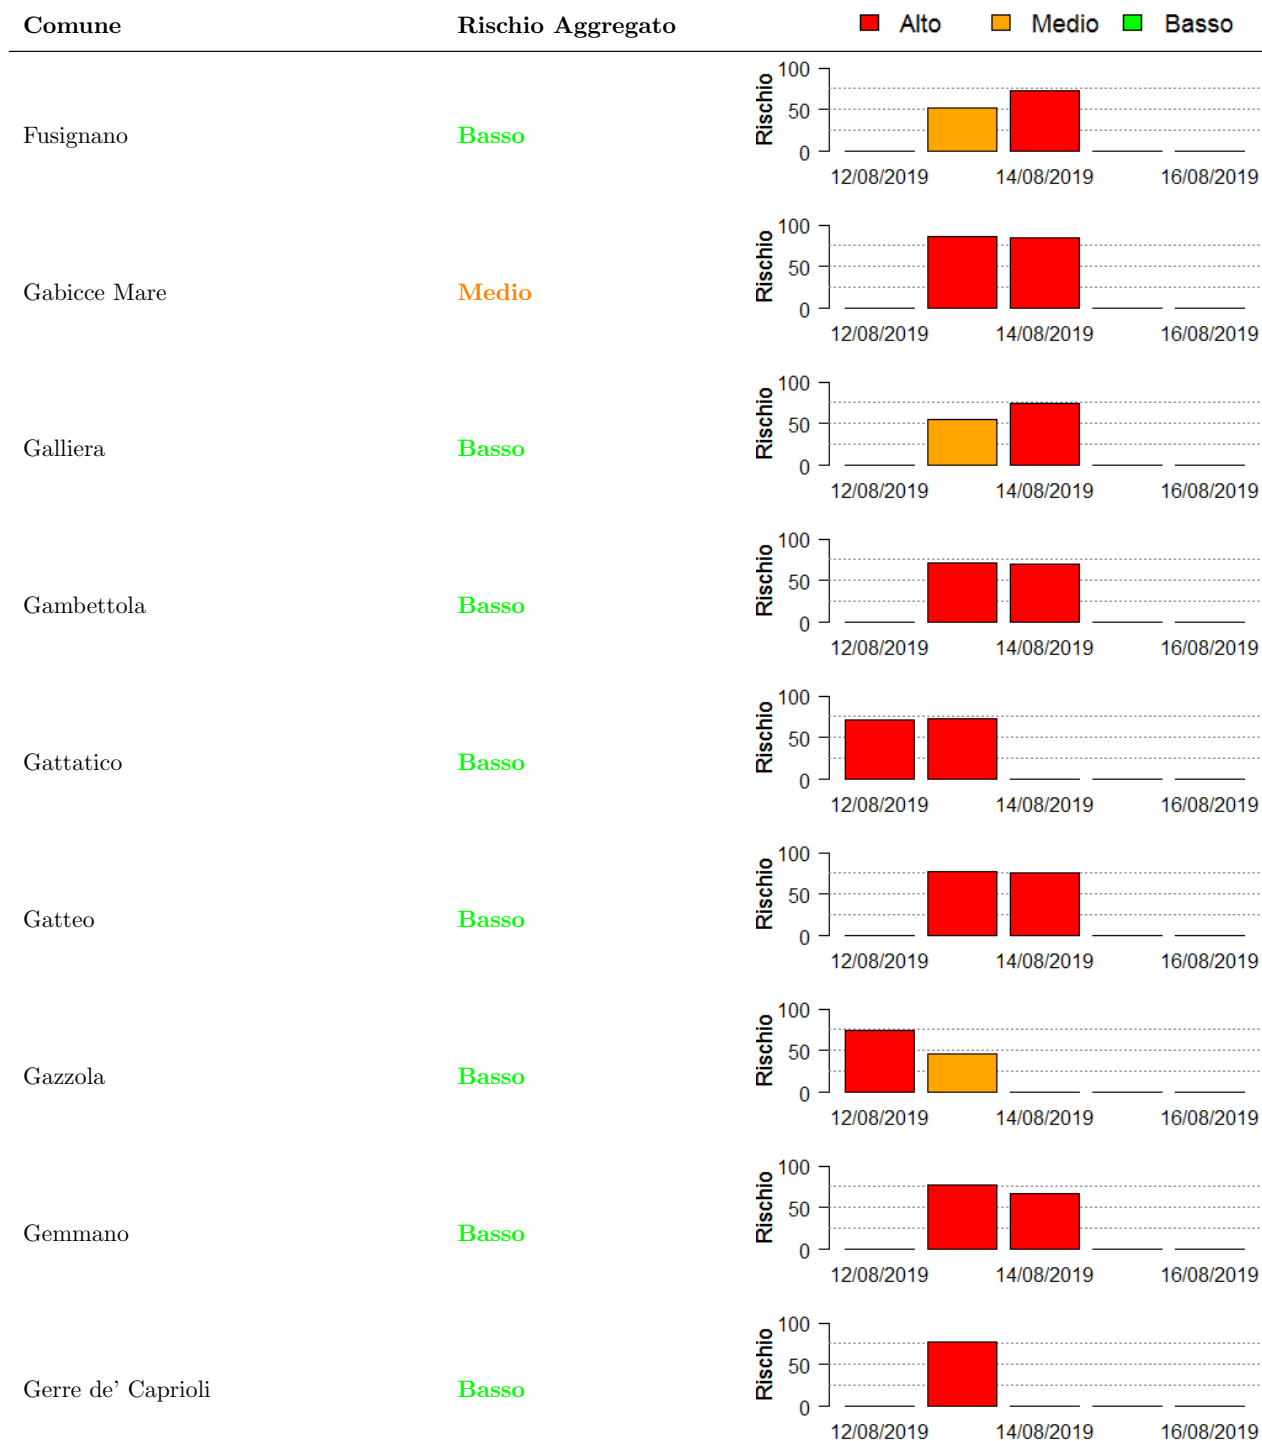 Comune Rischio Aggregato Alto Medio Basso
Fusignano Basso
Rischio
100
50
0
12/08/2019 14/08/2019 16/08/2019
Gabicce Mare Medio
Rischio
100
50
0
12/08/2019 14/08/2019 16/08/2019
Galliera Basso
Rischio
100
50
0
12/08/2019 14/08/2019 16/08/2019
Gambettola Basso
Rischio
100
50
0
12/08/2019 14/08/2019 16/08/2019
Gattatico Basso
Rischio
100
50
0
12/08/2019 14/08/2019 16/08/2019
Gatteo Basso
Rischio
100
50
0
12/08/2019 14/08/2019 16/08/2019
Gazzola Basso
Rischio
100
50
0
12/08/2019 14/08/2019 16/08/2019
Gemmano Basso
Rischio
100
50
0
12/08/2019 14/08/2019 16/08/2019
Gerre de’ Caprioli Basso
Rischio
100
50
0
12/08/2019 14/08/2019 16/08/2019